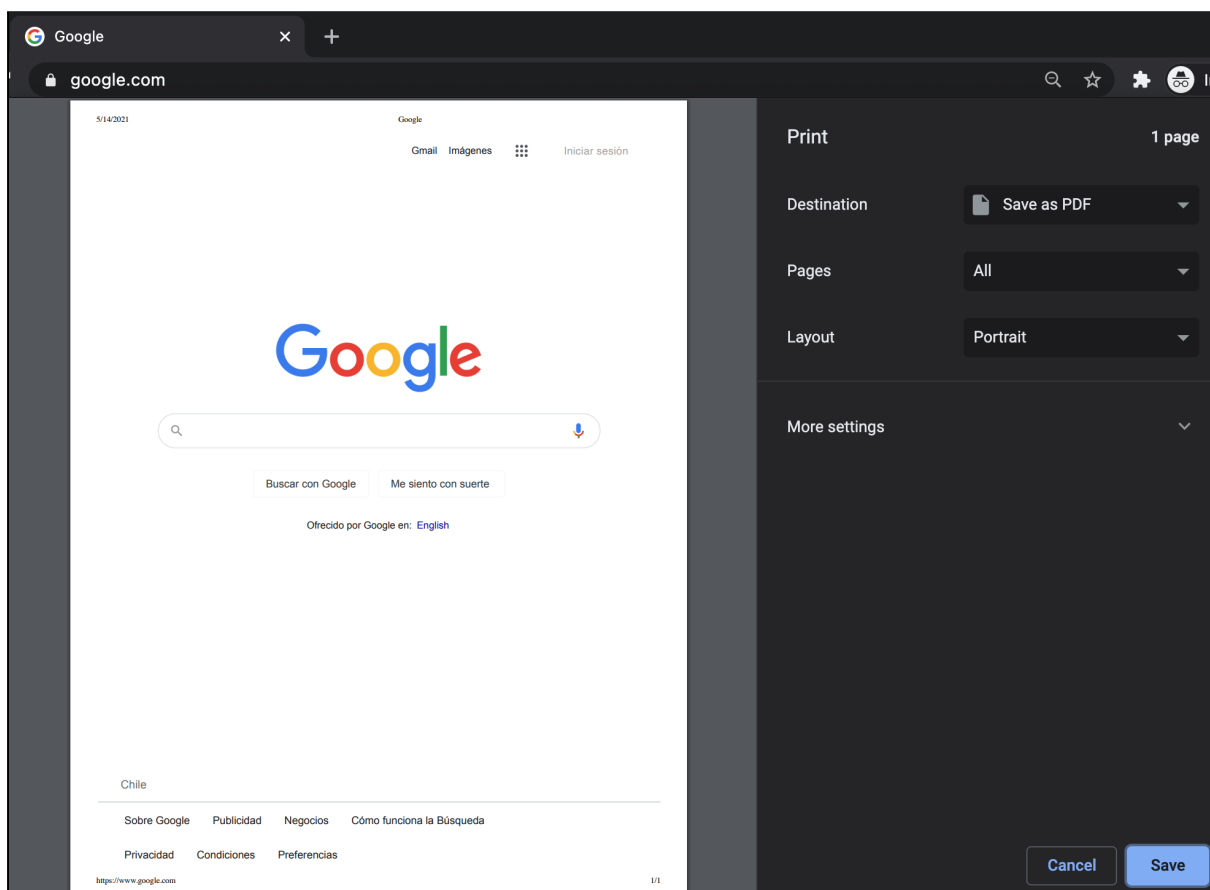 Google
google.com
5/14/2021 Google
Gmail Imágenes Iniciar sesión
Google
Buscar con Google Me siento con suerte
Ofrecido por Google en: English
Chile
Sobre Google Publicidad Negocios Cómo funciona la Búsqueda
Privacidad Condiciones Preferencias
https://www.google.com 1/1
Print 1 page
Destination Save as PDF
Pages All
Layout Portrait
More settings
Cancel Save